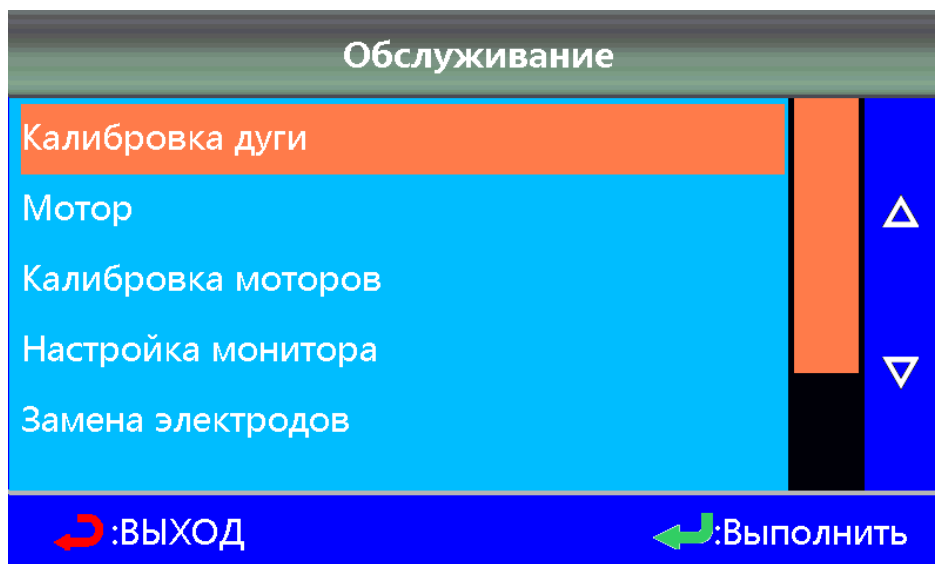 Обслуживание
Калибровка дуги
Мотор
Калибровка моторов
Настройка монитора
Замена электродов
:ВЫХОД :Выполнить